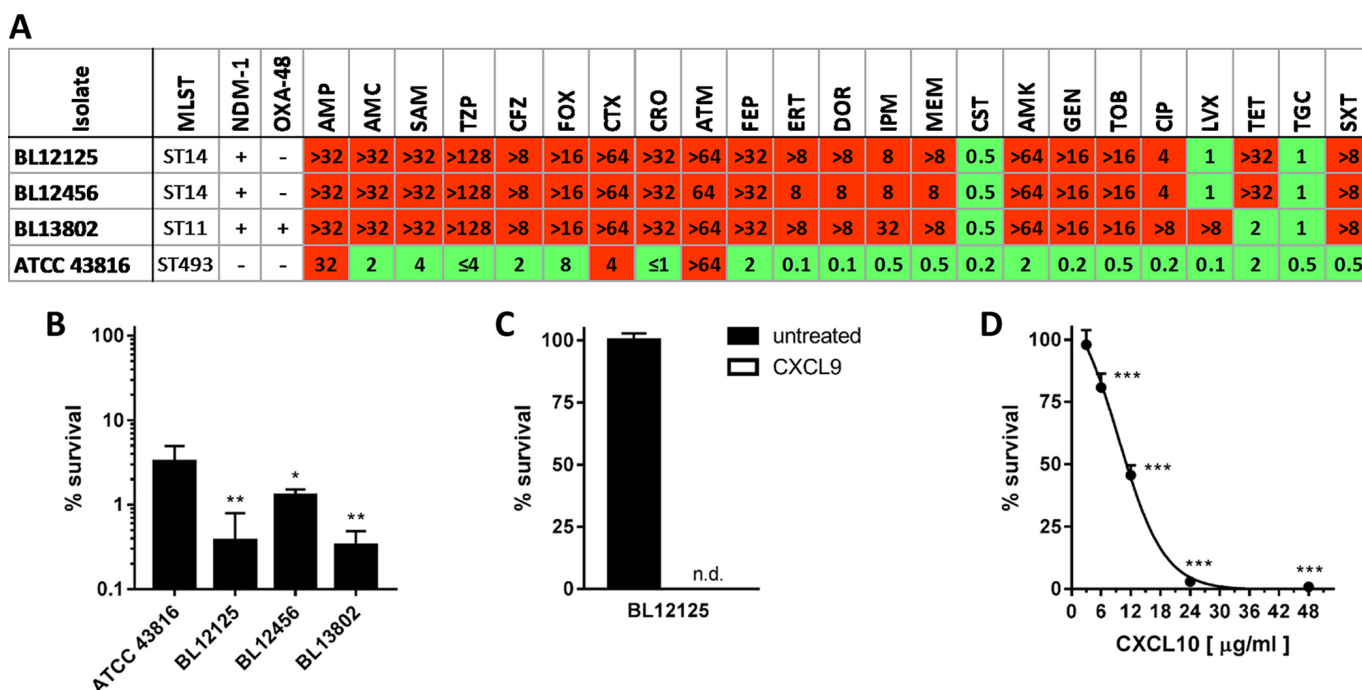 A
Isolate MLST NDM-1 OXA-48 AMP AMC SAM TZP CFZ FOX CTX CRO ATM FEP ERT DOR IPM MEM CST AMK GEN TOB CIP LVX TET TGC SXT
BL12125 ST14 + - >32 >32 >32 >128 >8 >16 >64 >32 >64 >32 >8 >8 8 >8 0.5 >64 >16 >16 4 1 >32 1 >8
BL12456 ST14 + - >32 >32 >32 >128 >8 >16 >64 >32 64 >32 8 8 8 8 0.5 >64 >16 >16 4 1 >32 1 >8
BL13802 ST11 + + >32 >32 >32 >128 >8 >16 >64 >32 >64 >32 >8 >8 32 >8 0.5 >64 >16 >16 >8 >8 2 1 >8
ATCC 43816 ST493 - - 32 2 4 ≤4 2 8 4 ≤1 >64 2 0.1 0.1 0.5 0.5 0.2 2 0.2 0.5 0.2 0.1 2 0.5 0.5
B
% survival
100
10
1
0.1
** * **
ATCC 43816 BL12125 BL12456 BL13802
C
% survival
100
75
50
25
0
n.d.
BL12125
untreated
CXCL9
D
% survival
100
75
50
25
0
***
***
*** ***
0 6 12 18 24 30 36 42 48
CXCL10 [ µg/ml ]